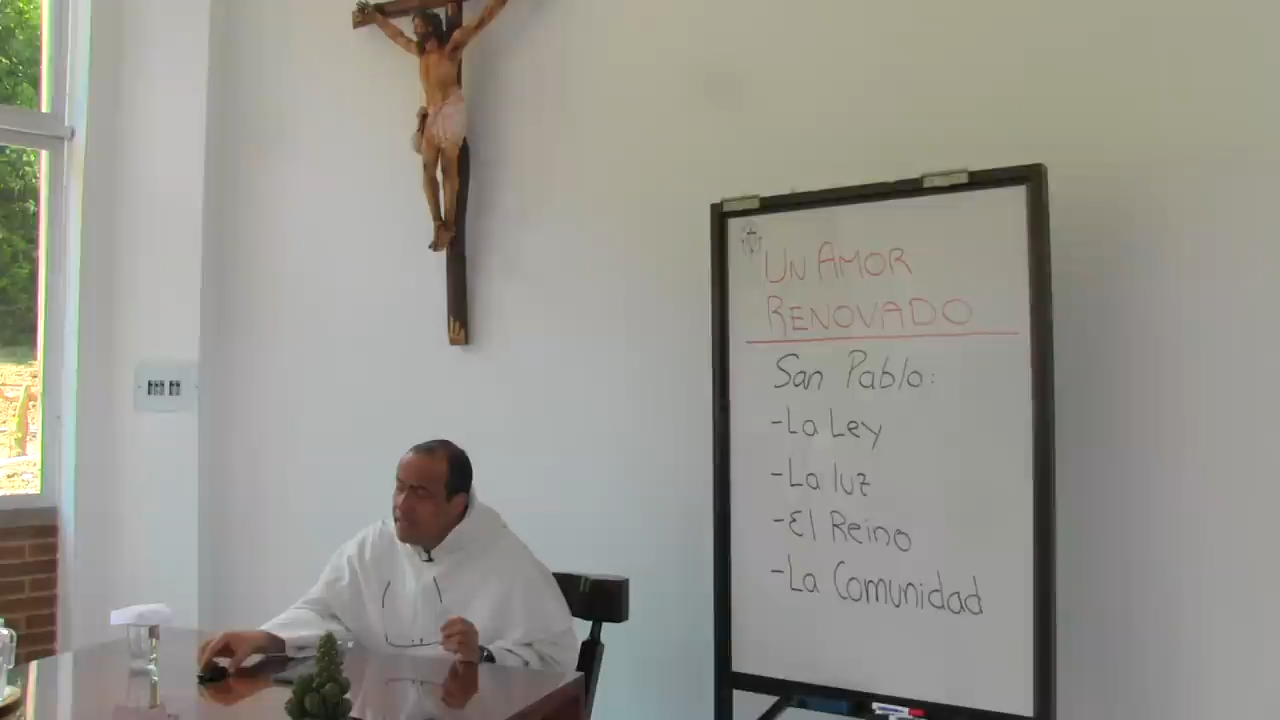 UN AMOR
RENOVADO
San Pablo:
-La Ley
-La luz
-El Reino
-La Comunidad